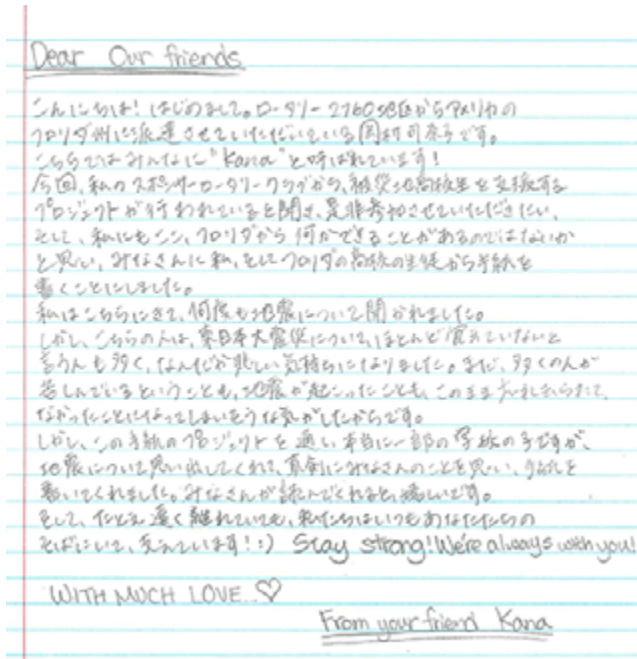 Dear Our friends
こんにちは!はじめまして。ロータリー2760地区からアメリカの
フロリダ州に派遣させていただいている岡村可奈子です。
こちらではみんなに"Kana"と呼ばれています!
今回、私のスポンサーロータリークラブから、被災地高校生を支援する
プロジェクトが行われていると聞き、是非参加させていただきたい、
そして、私にもここ、フロリダから何かできることがあるのではないか
と思い、みなさんに私、そしてフロリダの高校の生徒から手紙を
書くことにしました。
私はこちらにきて、何度も地震について聞かれました。
しかし、こちらの人は、東日本大震災について、ほとんど覚えていないと
言う人も多く、なんだか悲しい気持ちになりました。まだ、多くの人が
苦しんでいるということも、地震が起こったことも、このまま忘れ去られて、
なかったことになってしまいそうな気がしたからです。
しかし、この手紙のプロジェクトを通し、本当に一部の学校の子ですが、
地震について思い出してくれて、真剣にみなさんのことを思い、手紙を
書いてくれました。みなさんが読んでくれると、嬉しいです。
そして、たとえ遠く離れていても、私たちはいつもあなたたちの
そばにいて、支えています!:) Stay strong! We're always with you!
WITH MUCH LOVE..♡
From your friend Kana